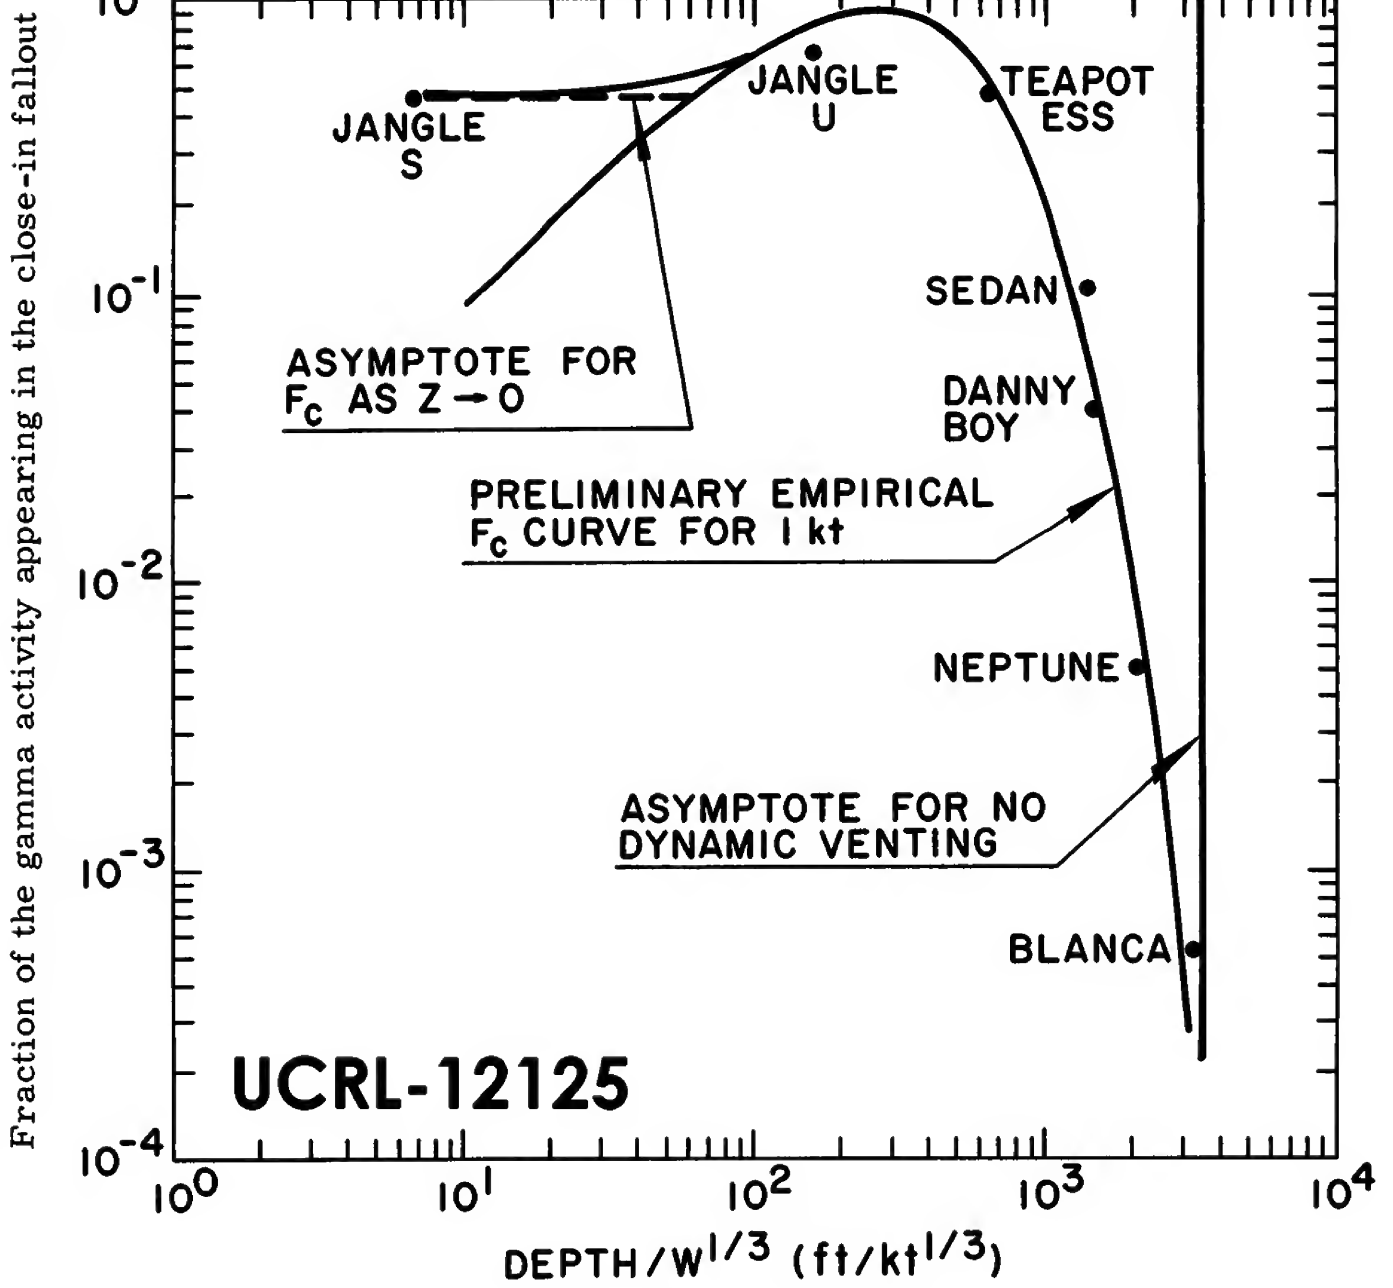 Fraction of the gamma activity appearing in the close-in fallout
10
JANGLE
S
JANGLE
U
TEAPOT
ESS
10^-1
SEDAN
ASYMPTOTE FOR
F_C AS Z → O
DANNY
BOY
PRELIMINARY EMPIRICAL
F_C CURVE FOR 1 kt
10^-2
NEPTUNE
ASYMPTOTE FOR NO
DYNAMIC VENTING
10^-3
BLANCA
UCRL-12125
10^-4
10^0 10^1 10^2 10^3 10^4
DEPTH/W^1/3 (ft/kt^1/3)